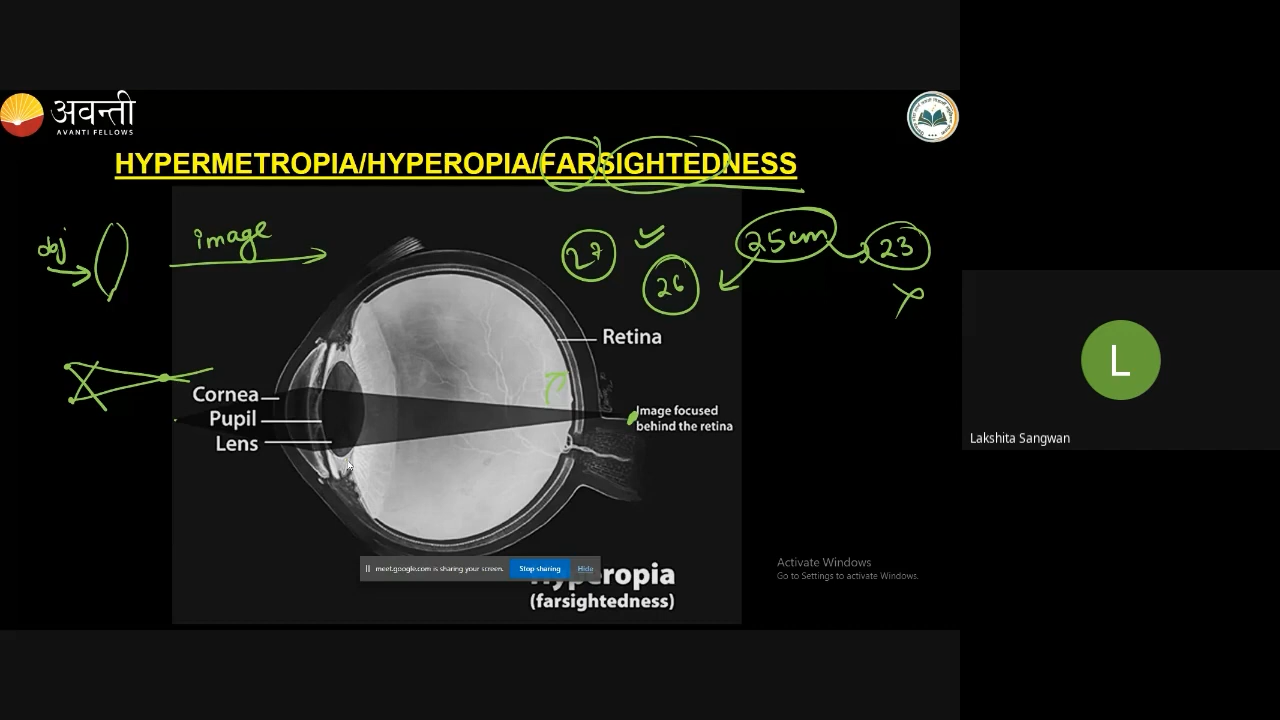 अवन्ती
AVANTI FELLOWS
HYPERMETROPIA/HYPEROPIA/FARSIGHTEDNESS
obj
image
27
26
25cm
23
Retina
Cornea
Pupil
Lens
Image focused
behind the retina
L
Lakshita Sangwan
meet.google.com is sharing your screen.
Stop sharing
Hide
Hyperopia
(farsightedness)
Activate Windows
Go to Settings to activate Windows.